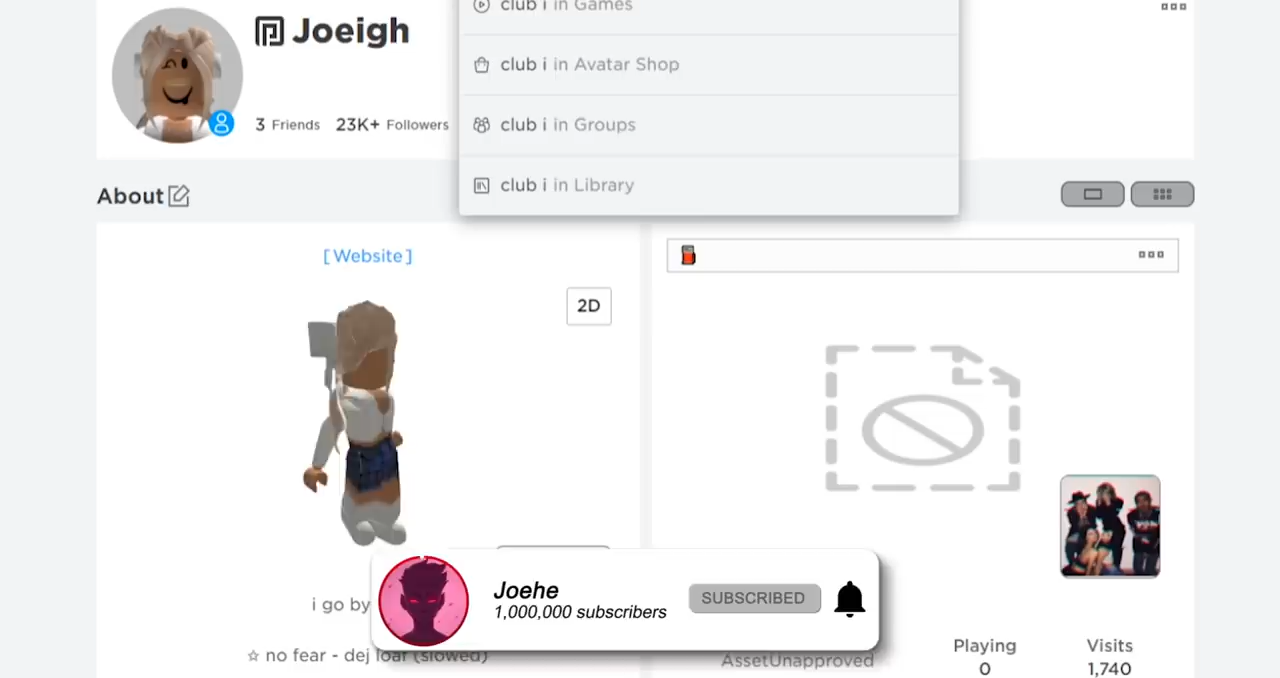 Joeigh
3 Friends 23K+ Followers
club i in Games
club i in Avatar Shop
club i in Groups
club i in Library
About
[ Website ]
2D
i go by
☆ no fear - dej loaf (slowed)
Joehe
1,000,000 subscribers
SUBSCRIBED
AssetUnapproved
Playing
0
Visits
1,740